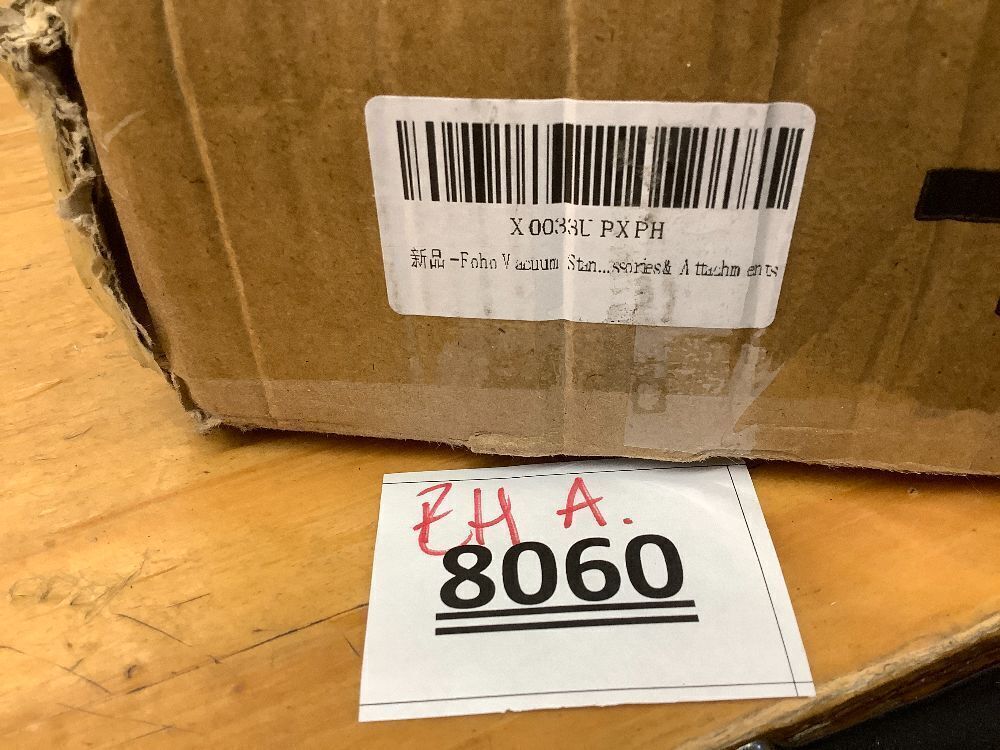 X0033U PXPH
新品 -Foho Vacuum Stan...ssories& Attachments
EH A.
8060